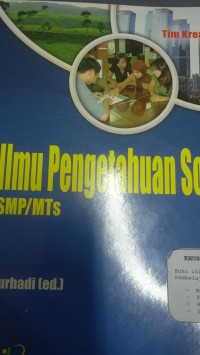 Tim Krea
Ilmu Pengetahuan So
SMP/MTs
urhadi (ed.)
Buku